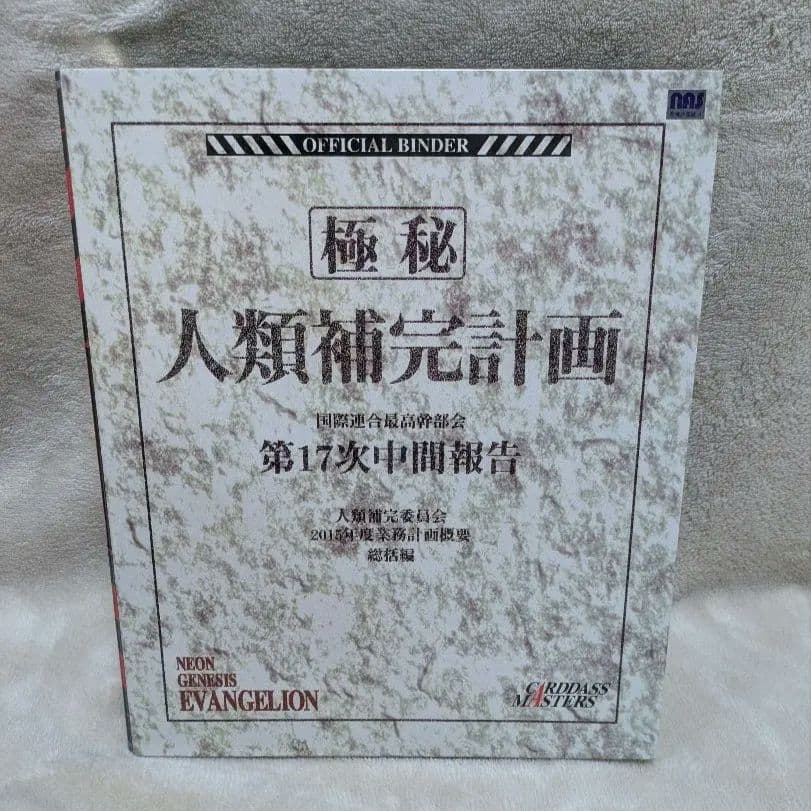 nas
OFFICIAL BINDER
極秘
人類補完計画
国際連合最高幹部会
第17次中間報告
人類補完委員会
2015年度業務計画概要
総括編
NEON
GENESIS
EVANGELION
CARDDASS
MASTERS